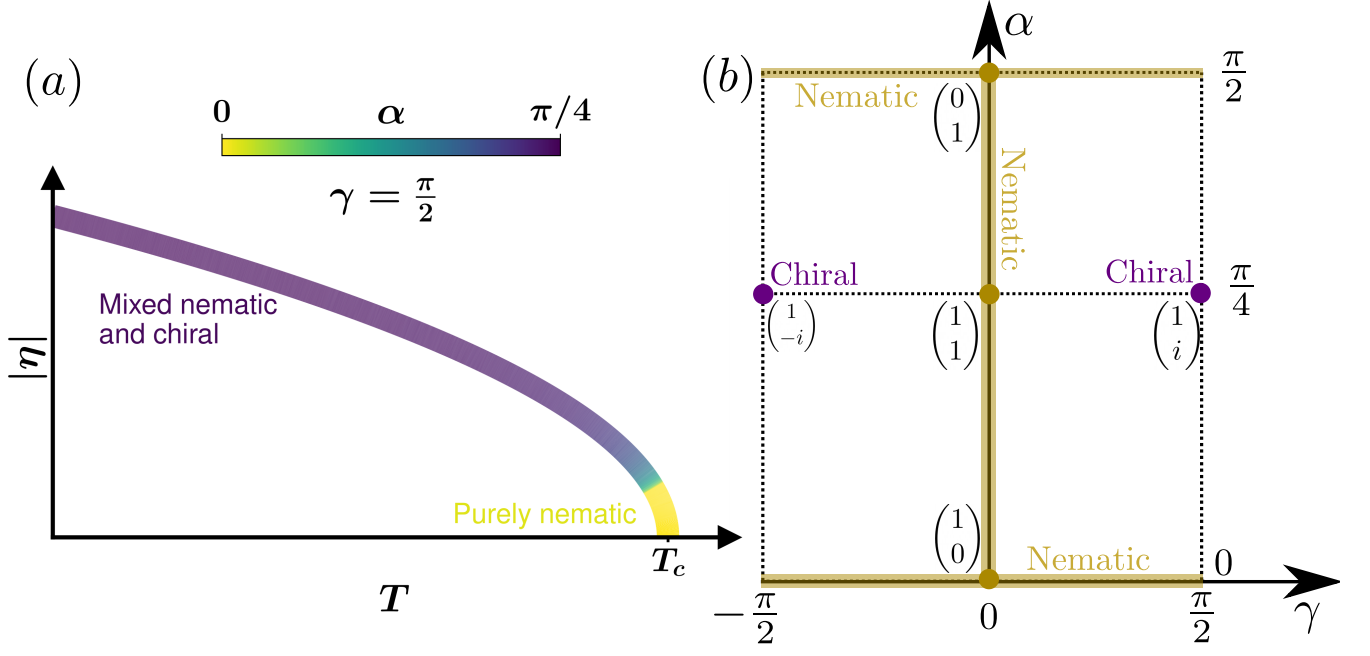 (a)
0 α π/4
γ = π/2
|η|
Mixed nematic
and chiral
Purely nematic
T_c
T
(b)
α
π/2
Nematic
(0
1)
Nematic
Chiral
Chiral
π/4
(1
-i)
(1
1)
(1
i)
(1
0)
Nematic
0
-π/2
0
π/2
γ